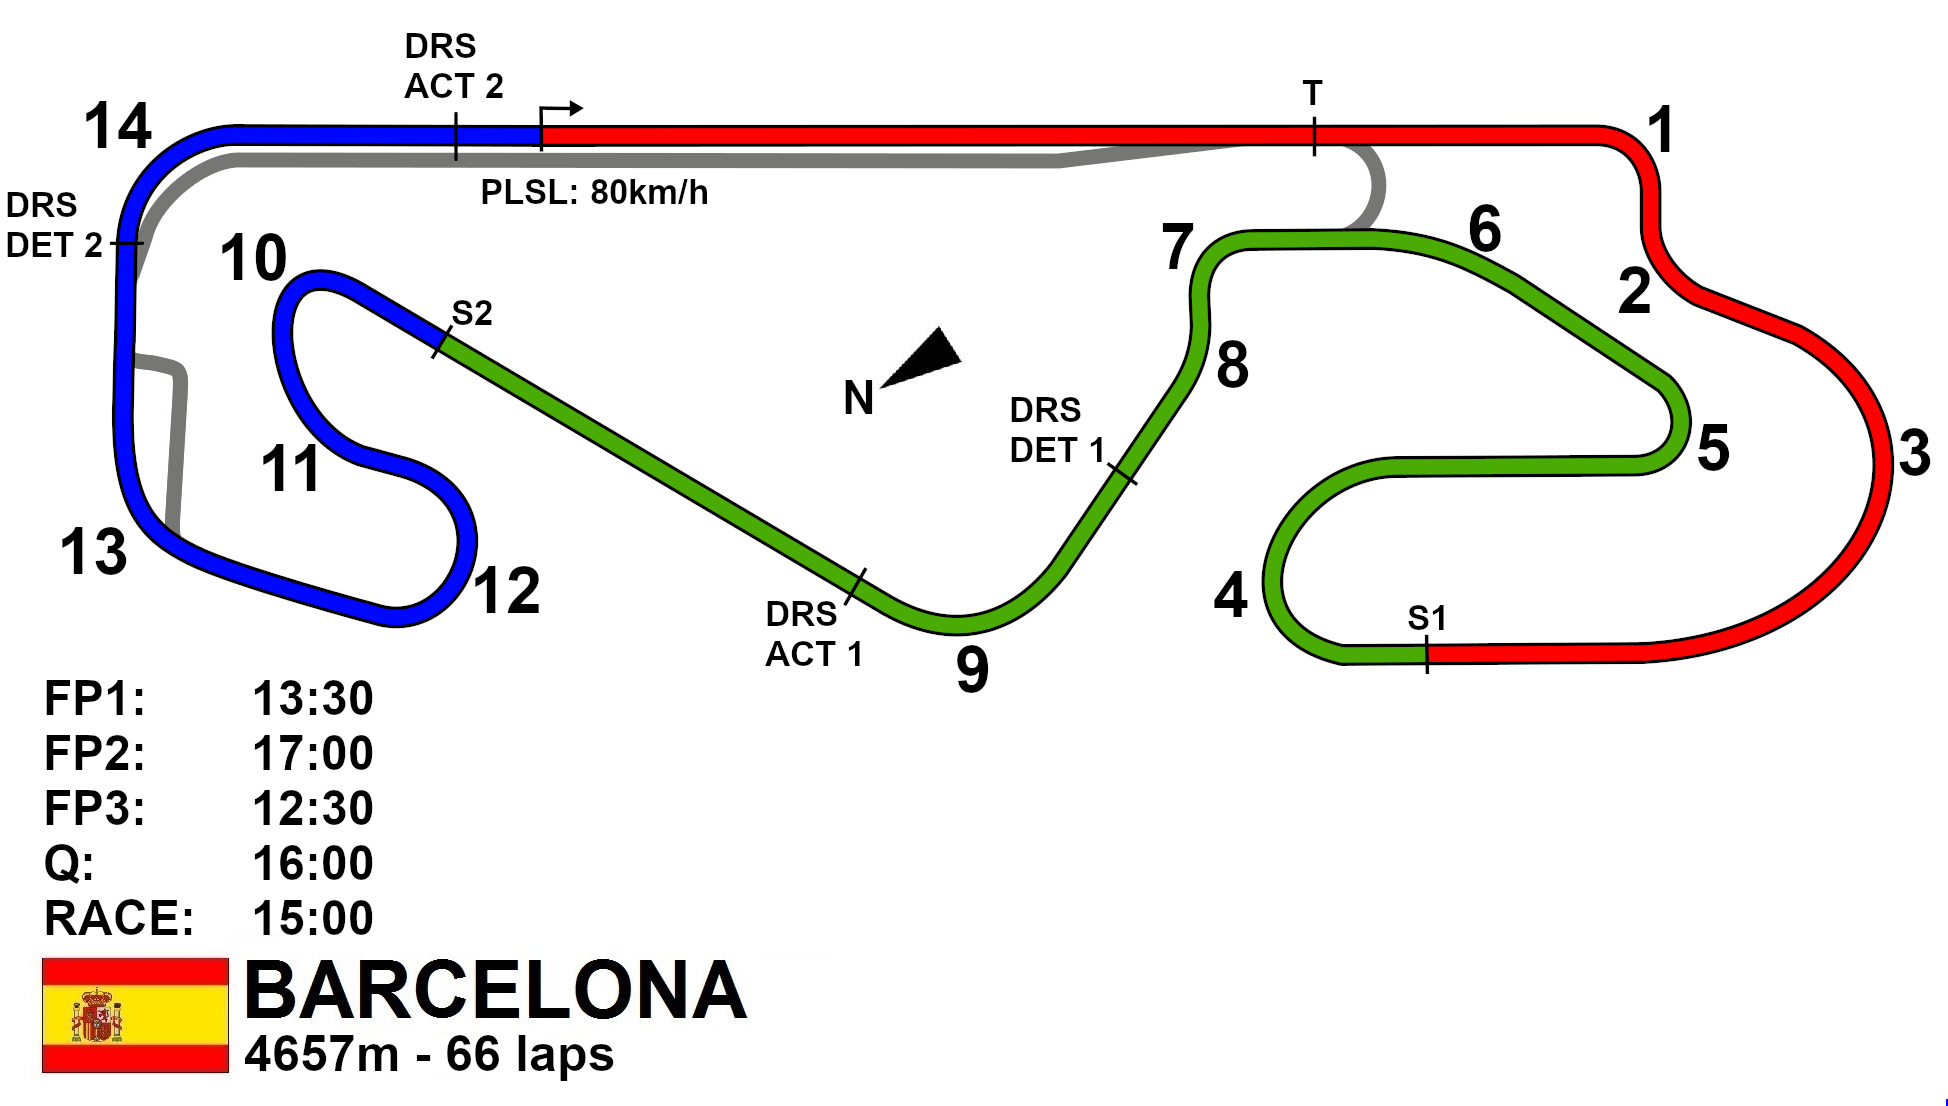 DRS
ACT 2
T
14
1
PLSL: 80km/h
DRS
DET 2
10
7
6
2
S2
8
N
DRS
DET 1
11
5
3
13
12
4
S1
DRS
ACT 1
9
FP1: 13:30
FP2: 17:00
FP3: 12:30
Q: 16:00
RACE: 15:00
BARCELONA
4657m - 66 laps